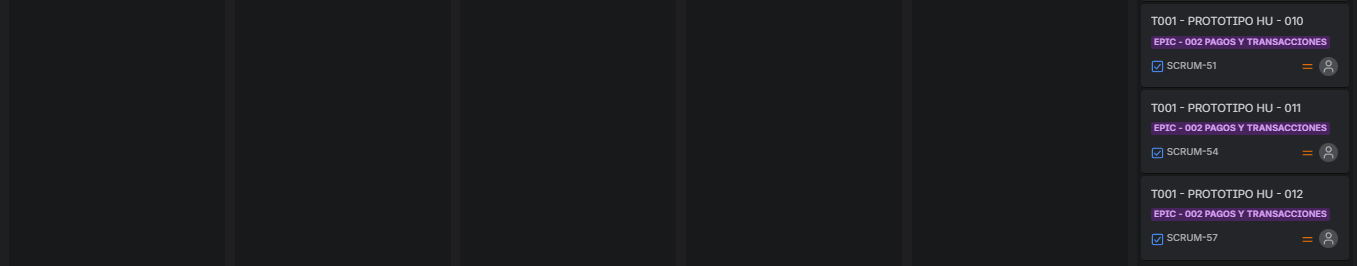 T001 - PROTOTIPO HU - 010
EPIC - 002 PAGOS Y TRANSACCIONES
SCRUM-51
T001 - PROTOTIPO HU - 011
EPIC - 002 PAGOS Y TRANSACCIONES
SCRUM-54
T001 - PROTOTIPO HU - 012
EPIC - 002 PAGOS Y TRANSACCIONES
SCRUM-57